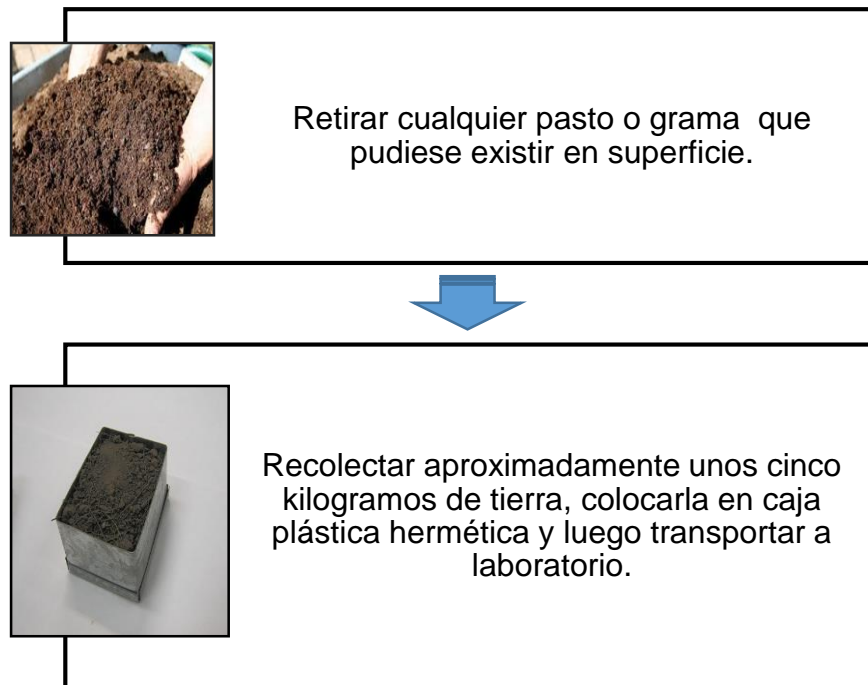 Retirar cualquier pasto o grama que
pudiese existir en superficie.
Recolectar aproximadamente unos cinco
kilogramos de tierra, colocarla en caja
plástica hermética y luego transportar a
laboratorio.